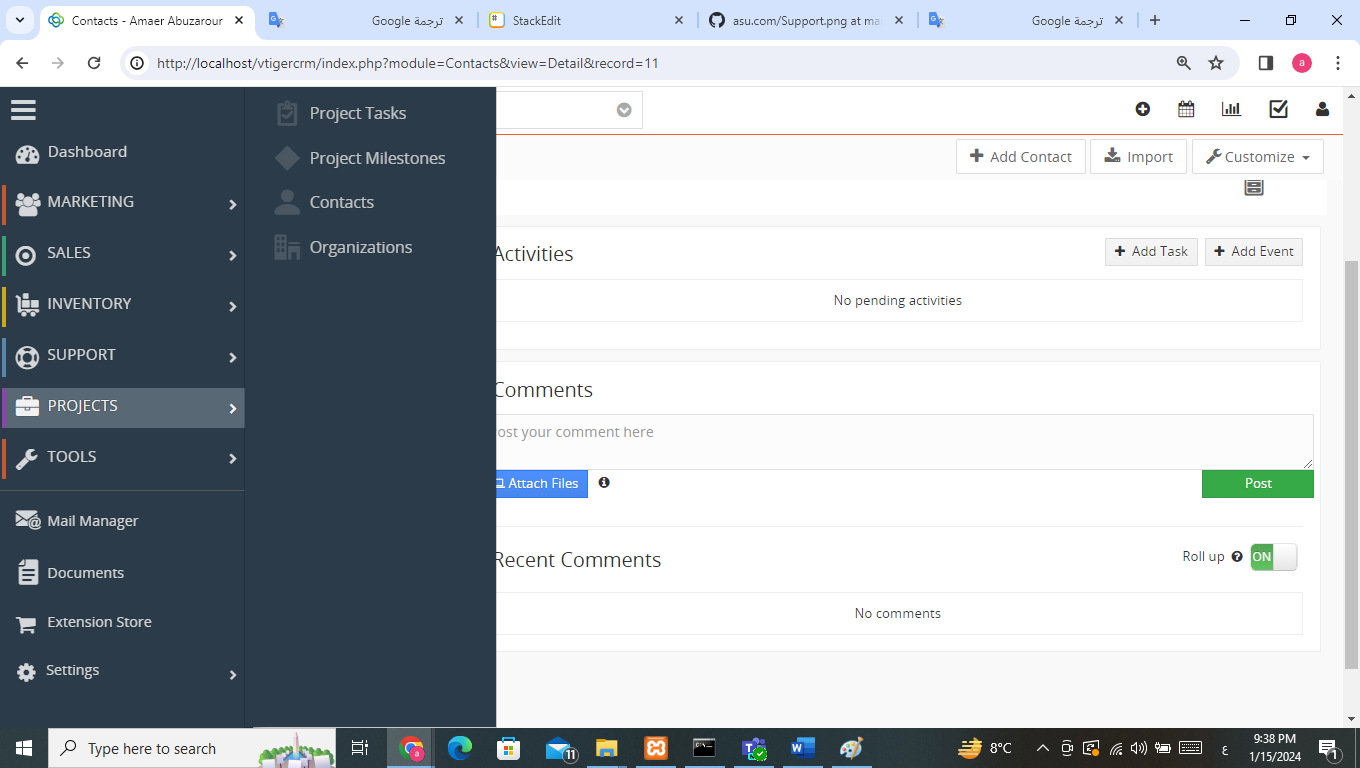 Contacts - Amaer Abuzarour
ترجمة Google
StackEdit
asu.com/Support.png at ma
ترجمة Google
http://localhost/vtigercrm/index.php?module=Contacts&view=Detail&record=11
a
Dashboard
MARKETING
SALES
INVENTORY
SUPPORT
PROJECTS
TOOLS
Mail Manager
Documents
Extension Store
Settings
Project Tasks
Project Milestones
Contacts
Organizations
Add Contact
Import
Customize
Activities
Add Task
Add Event
No pending activities
Comments
ost your comment here
Attach Files
Post
Recent Comments
Roll up
ON
No comments
Type here to search
a
11
8°C
ع
9:38 PM
1/15/2024
1